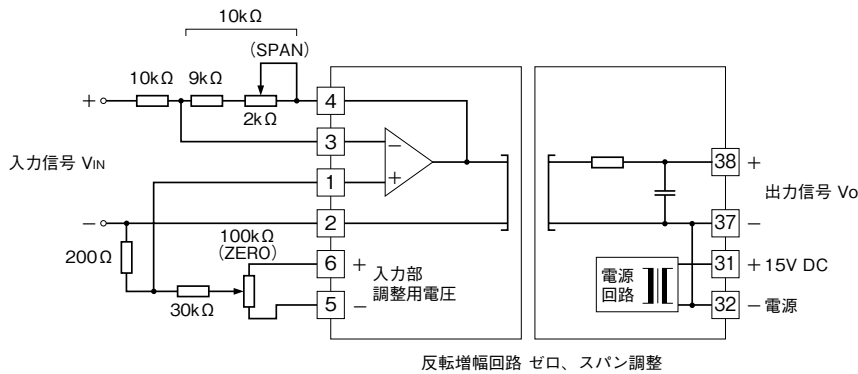 10kΩ
(SPAN)
10kΩ
9kΩ
2kΩ
+
4
3
1
2
6
5
−
+
入力信号 VIN
−
200Ω
100kΩ
(ZERO)
30kΩ
+
−
入力部
調整用電圧
38
+
出力信号 Vo
37
−
31
+15V DC
32
−電源
電源
回路
反転増幅回路 ゼロ、スパン調整